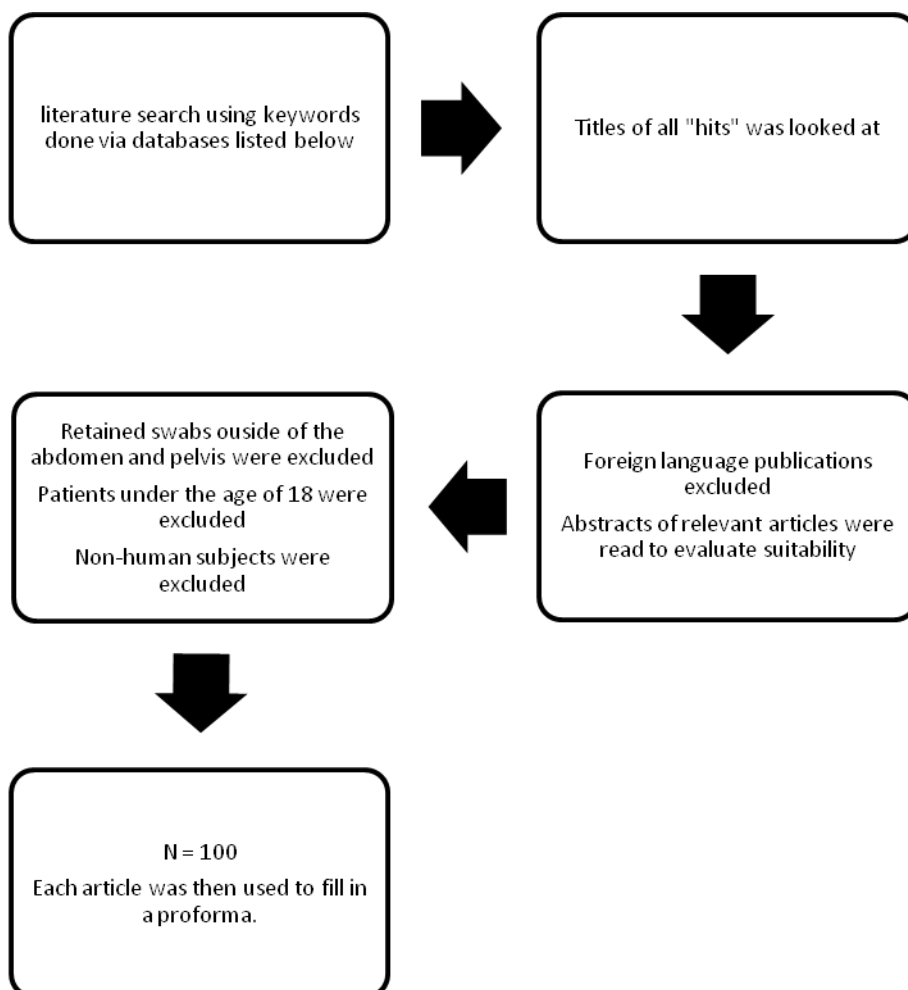 literature search using keywords
done via databases listed below
Titles of all "hits" was looked at
Foreign language publications
excluded
Abstracts of relevant articles were
read to evaluate suitability
Retained swabs ouside of the
abdomen and pelvis were excluded
Patients under the age of 18 were
excluded
Non-human subjects were
excluded
N = 100
Each article was then used to fill in
a proforma.